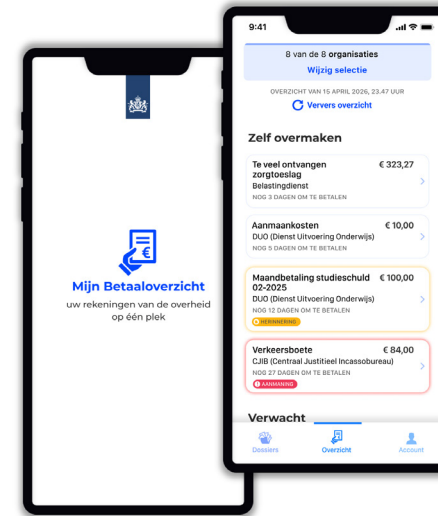 Mijn Betaaloverzicht
uw rekeningen van de overheid
op één plek
9:41
8 van de 8 organisaties
Wijzig selectie
OVERZICHT VAN 15 APRIL 2026, 23.47 UUR
Ververs overzicht
Zelf overmaken
Te veel ontvangen € 323,27
zorgtoeslag
Belastingdienst
NOG 3 DAGEN OM TE BETALEN
Aanmaankosten € 10,00
DUO (Dienst Uitvoering Onderwijs)
NOG 5 DAGEN OM TE BETALEN
Maandbetaling studieschuld € 100,00
02-2025
DUO (Dienst Uitvoering Onderwijs)
NOG 12 DAGEN OM TE BETALEN
HERINNERING
Verkeersboete € 84,00
CJIB (Centraal Justitieel Incassobureau)
NOG 27 DAGEN OM TE BETALEN
AANMANING
Verwacht
Dossiers Overzicht Account